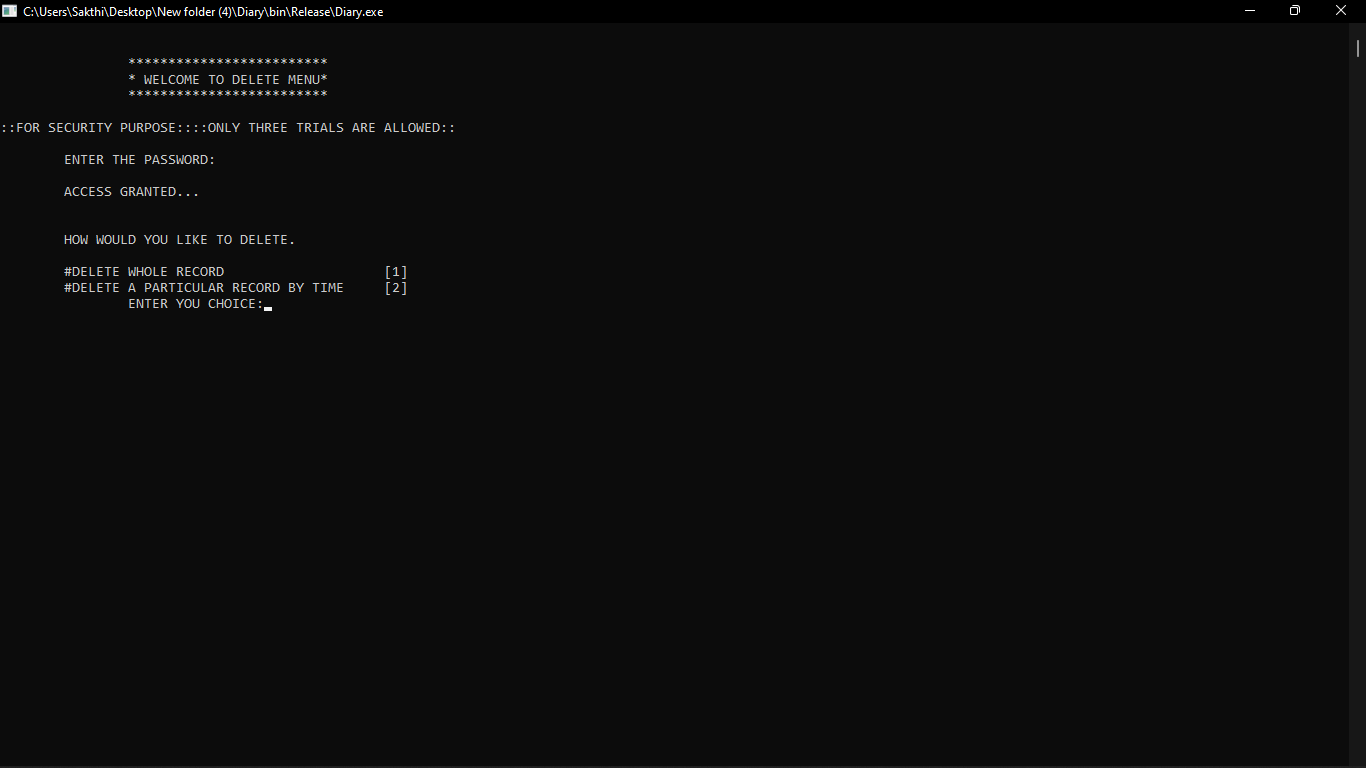 C:\Users\Sakthi\Desktop\New folder (4)\Diary\bin\Release\Diary.exe
*************************
* WELCOME TO DELETE MENU*
*************************
::FOR SECURITY PURPOSE::::ONLY THREE TRIALS ARE ALLOWED::
ENTER THE PASSWORD:
ACCESS GRANTED...
HOW WOULD YOU LIKE TO DELETE.
#DELETE WHOLE RECORD [1]
#DELETE A PARTICULAR RECORD BY TIME [2]
ENTER YOU CHOICE: